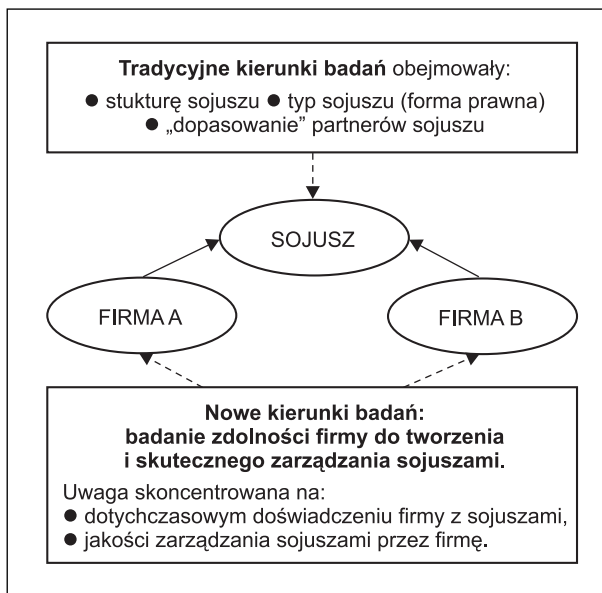 Tradycyjne kierunki badań obejmowały:
● stukturę sojuszu ● typ sojuszu (forma prawna)
● „dopasowanie” partnerów sojuszu
SOJUSZ
FIRMA A
FIRMA B
Nowe kierunki badań:
badanie zdolności firmy do tworzenia
i skutecznego zarządzania sojuszami.
Uwaga skoncentrowana na:
● dotychczasowym doświadczeniu firmy z sojuszami,
● jakości zarządzania sojuszami przez firmę.